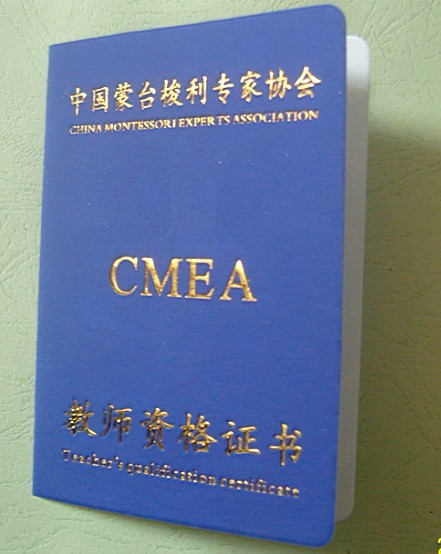 中国蒙台梭利专家协会
CHINA MONTESSORI EXPERTS ASSOCIATION
CMEA
教师资格证书
Teacher's qualification certificate